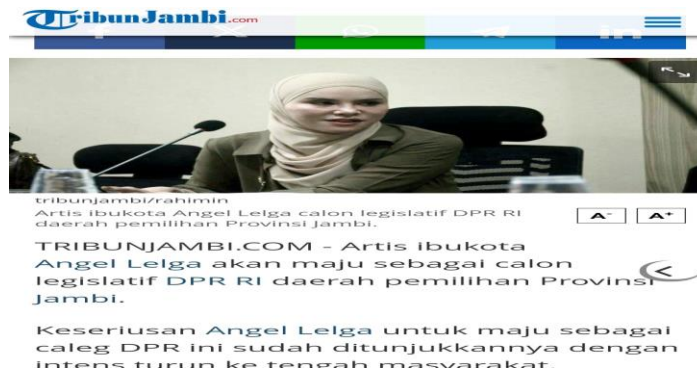 TribunJambi.com
tribunjambi/rahimin
Artis ibukota Angel Lelga calon legislatif DPR RI
daerah pemilihan Provinsi Jambi.
A-
A+
TRIBUNJAMBI.COM - Artis ibukota
Angel Lelga akan maju sebagai calon
legislatif DPR RI daerah pemilihan Provinsi
Jambi.
Keseriusan Angel Lelga untuk maju sebagai
caleg DPR ini sudah ditunjukkannya dengan
intens turun ke tengah masyarakat.